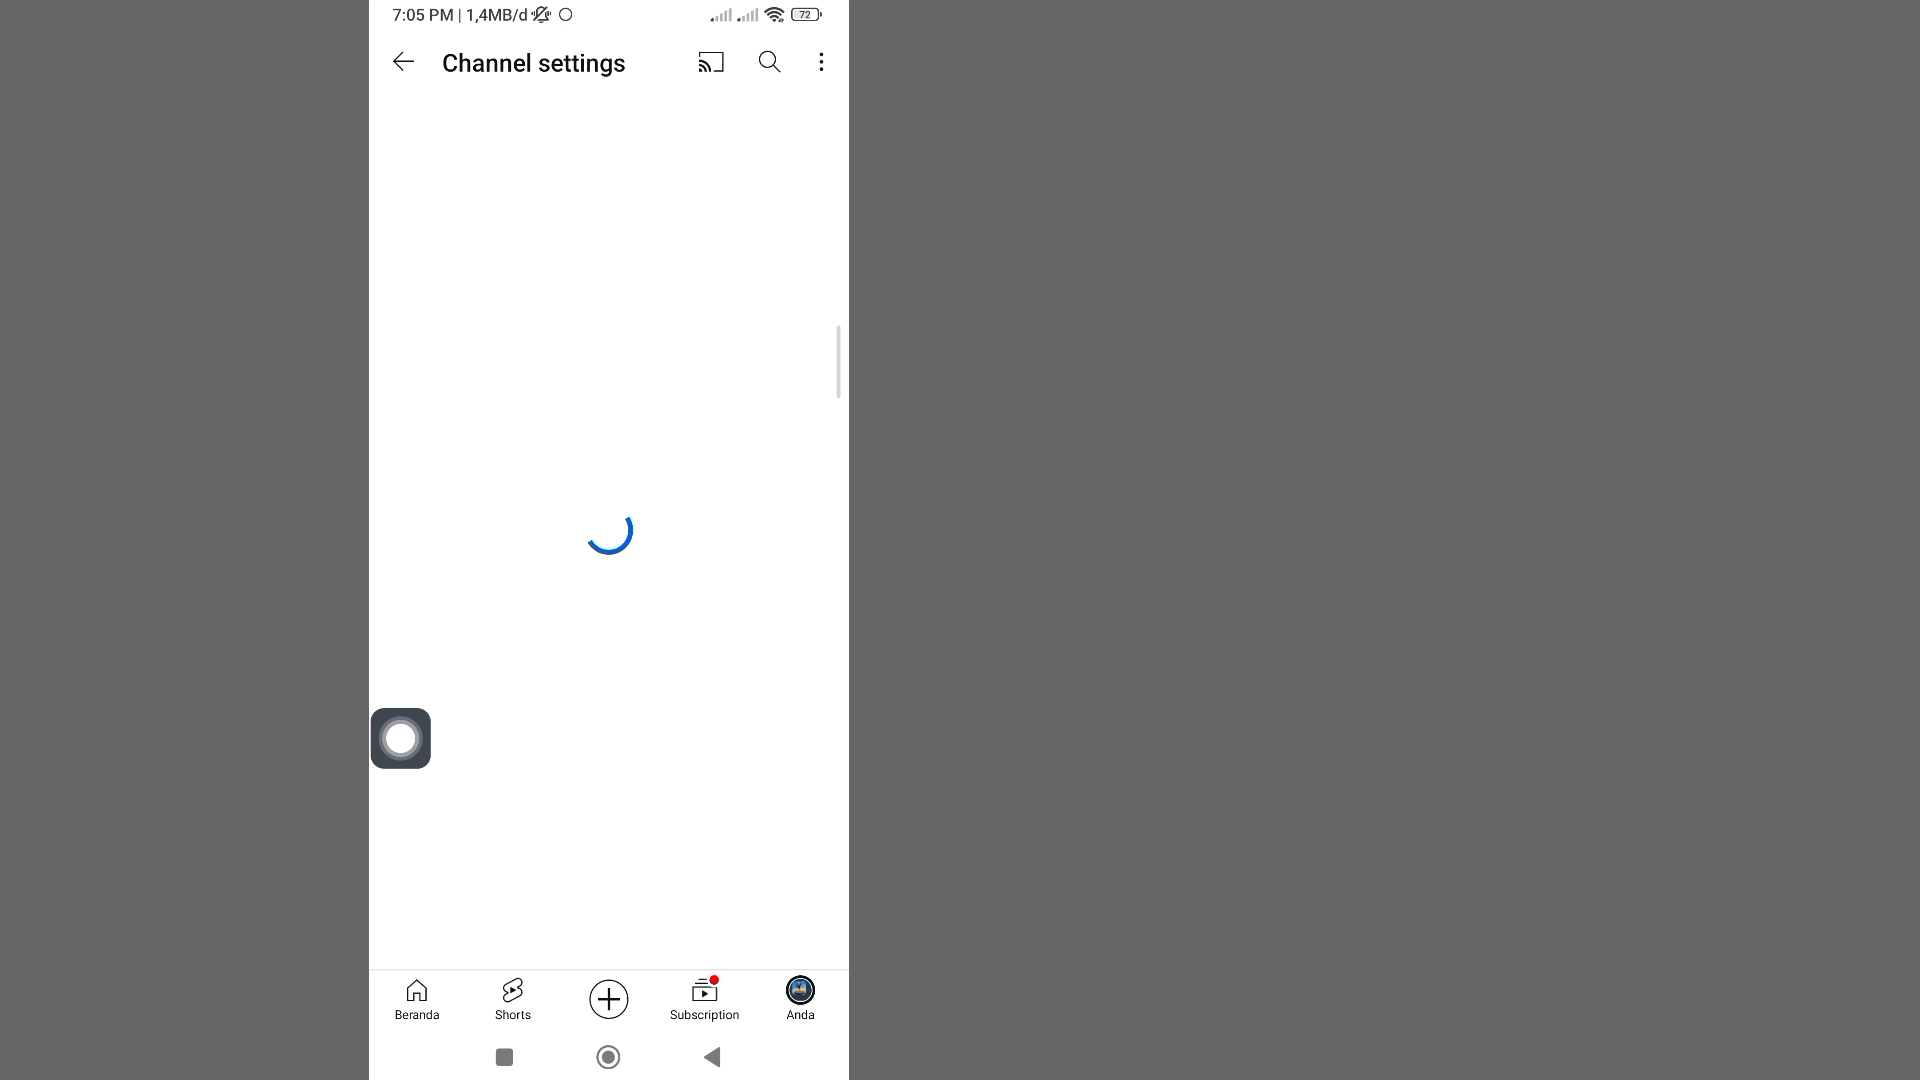 7:05 PM | 1,4MB/d
72
Channel settings
Beranda
Shorts
Subscription
Anda